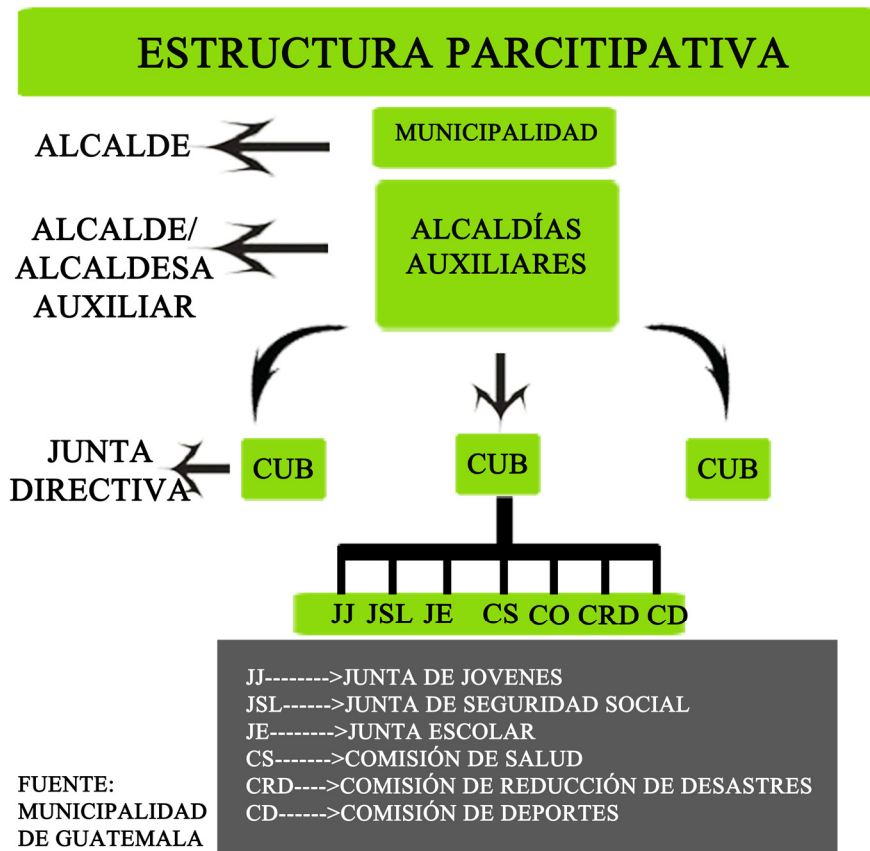 ESTRUCTURA PARCITIPATIVA
ALCALDE
MUNICIPALIDAD
ALCALDE/
ALCALDESA
AUXILIAR
ALCALDÍAS
AUXILIARES
JUNTA
DIRECTIVA
CUB
CUB
CUB
JJ JSL JE CS CO CRD CD
JJ-------->JUNTA DE JOVENES
JSL------>JUNTA DE SEGURIDAD SOCIAL
JE-------->JUNTA ESCOLAR
CS------->COMISIÓN DE SALUD
CRD---->COMISIÓN DE REDUCCIÓN DE DESASTRES
CD------>COMISIÓN DE DEPORTES
FUENTE:
MUNICIPALIDAD
DE GUATEMALA